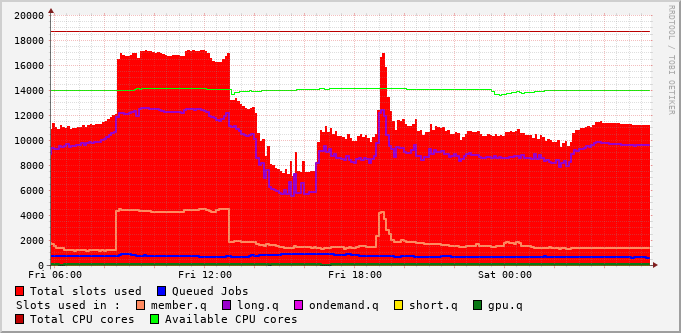 20000
18000
16000
14000
12000
10000
8000
6000
4000
2000
0
Fri 06:00 Fri 12:00 Fri 18:00 Sat 00:00
RRDTOOL / TOBI OETIKER
Total slots used Queued Jobs
Slots used in : member.q long.q ondemand.q short.q gpu.q
Total CPU cores Available CPU cores